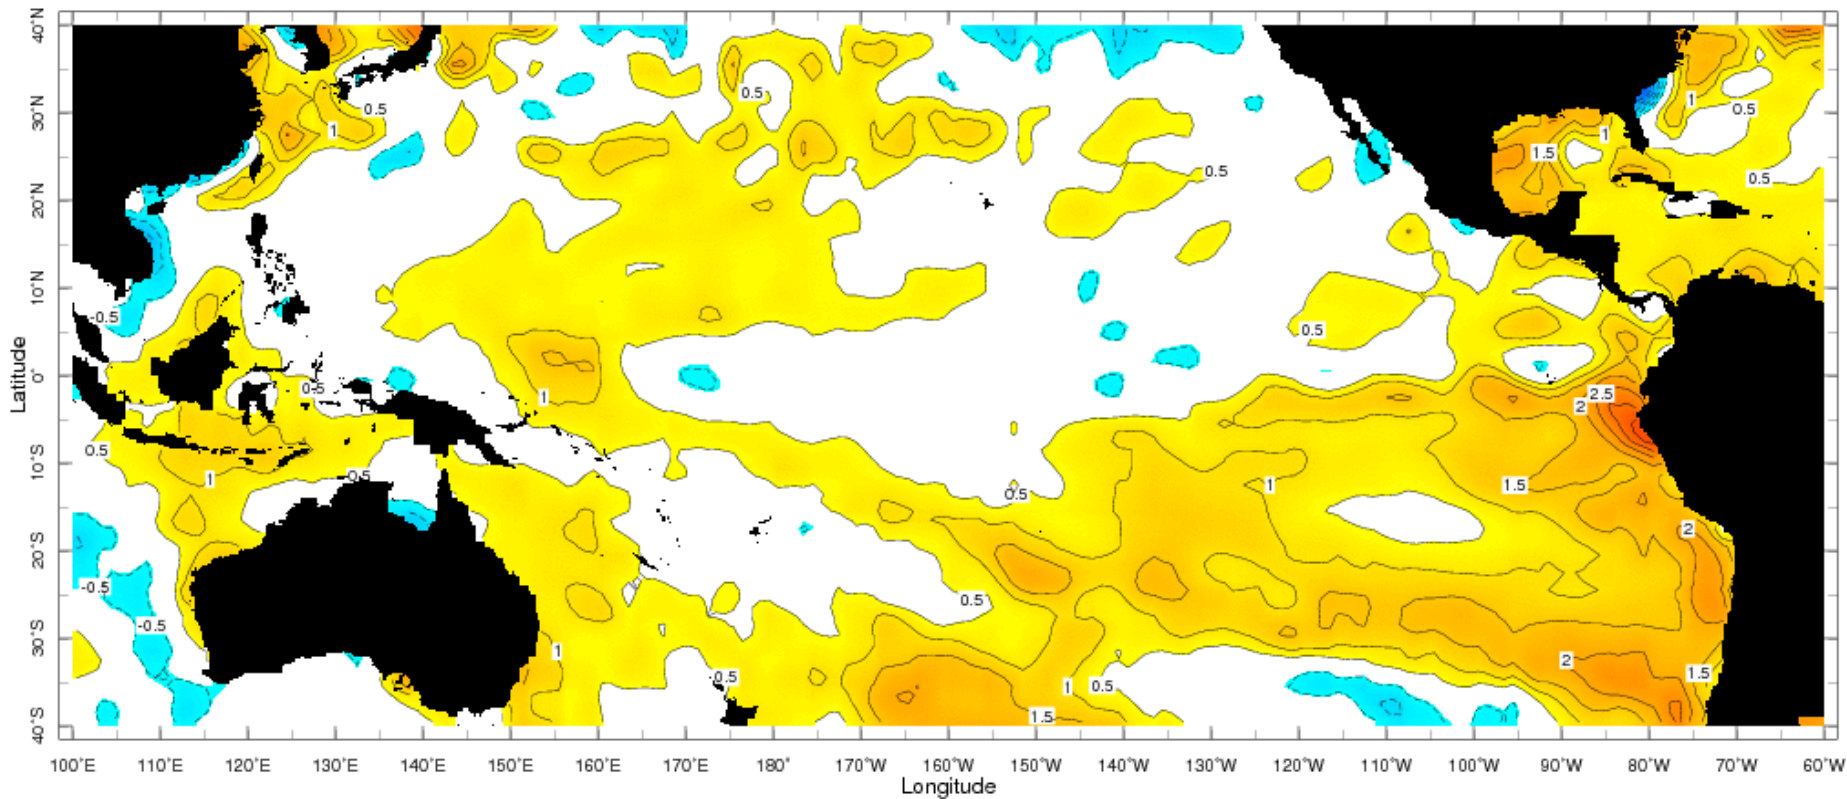 40°N
30°N
20°N
10°N
0°
10°S
20°S
30°S
40°S
Latitude
0.5
0.5
1
1
1
1.5
0.5
0.5
0.5
-0.5
0.5
0.5
2.5
2
1
0.5
0.5
1
1
1.5
0.5
2
-0.5
0.5
-0.5
1
2
1.5
0.5
1
0.5
1.5
100°E
110°E
120°E
130°E
140°E
150°E
160°E
170°E
180°
170°W
160°W
150°W
140°W
130°W
120°W
110°W
100°W
90°W
80°W
70°W
60°W
Longitude